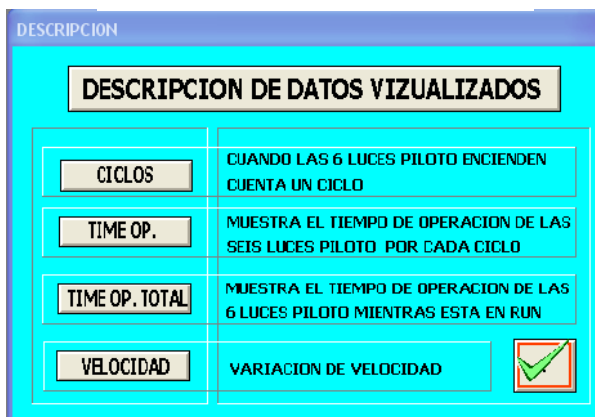 DESCRIPCION
DESCRIPCION DE DATOS VIZUALIZADOS
CICLOS
CUANDO LAS 6 LUCES PILOTO ENCIENDEN
CUENTA UN CICLO
TIME OP.
MUESTRA EL TIEMPO DE OPERACION DE LAS
SEIS LUCES PILOTO POR CADA CICLO
TIME OP. TOTAL
MUESTRA EL TIEMPO DE OPERACION DE LAS
6 LUCES PILOTO MIENTRAS ESTA EN RUN
VELOCIDAD
VARIACION DE VELOCIDAD